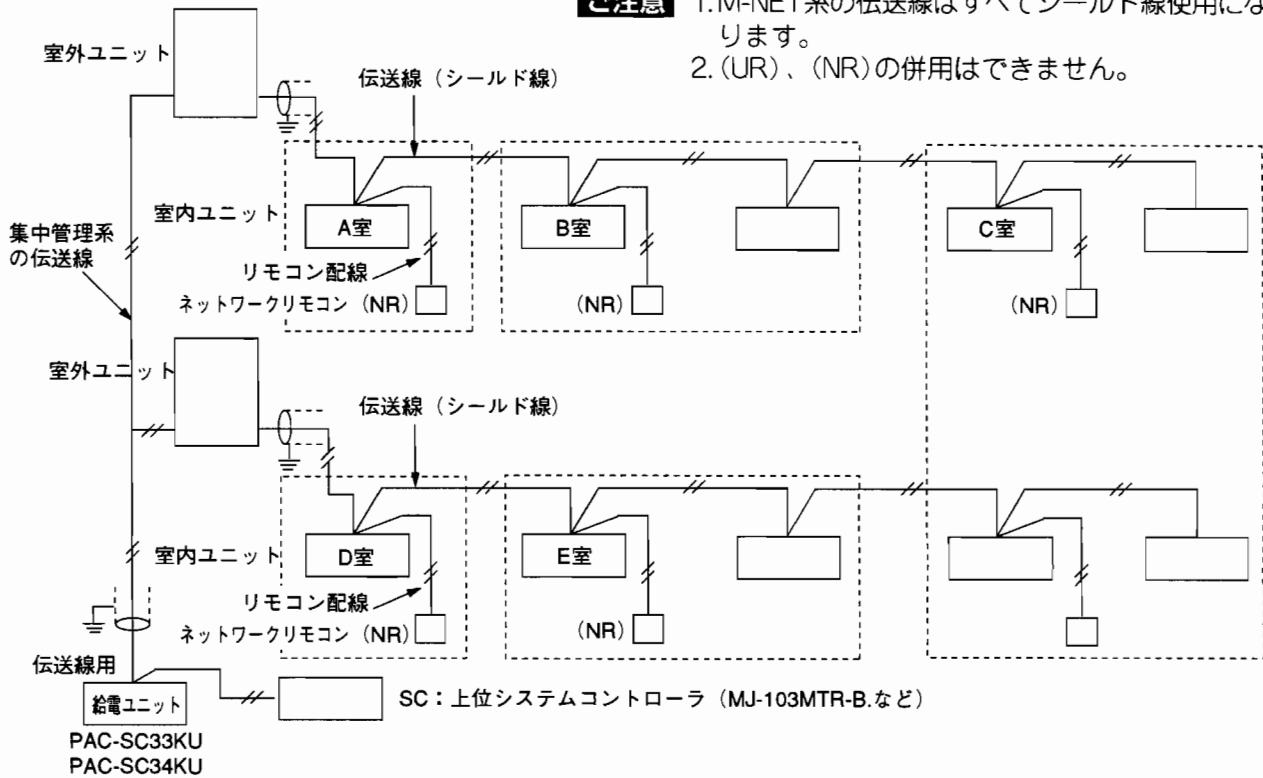 ご注意 1.M-NET系の伝送線はすべてシールド線使用にな
ります。
2.(UR)、(NR)の併用はできません。
室外ユニット
伝送線(シールド線)
室内ユニット
A室
B室
C室
集中管理系
の伝送線
リモコン配線
ネットワークリモコン(NR)
(NR)
(NR)
室外ユニット
伝送線(シールド線)
室内ユニット
D室
E室
リモコン配線
ネットワークリモコン(NR)
(NR)
伝送線用
給電ユニット
SC:上位システムコントローラ(MJ-103MTR-B.など)
PAC-SC33KU
PAC-SC34KU